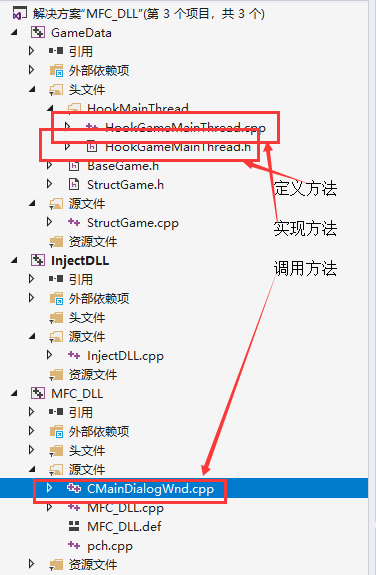 解决方案"MFC_DLL"(第 3 个项目，共 3 个)
GameData
引用
外部依赖项
头文件
HookMainThread
HookGameMainThread.cpp
HookGameMainThread.h
BaseGame.h
StructGame.h
定义方法
源文件
StructGame.cpp
实现方法
资源文件
InjectDLL
调用方法
引用
外部依赖项
头文件
源文件
InjectDLL.cpp
资源文件
MFC_DLL
引用
外部依赖项
头文件
源文件
CMainDialogWnd.cpp
MFC_DLL.cpp
MFC_DLL.def
pch.cpp
资源文件